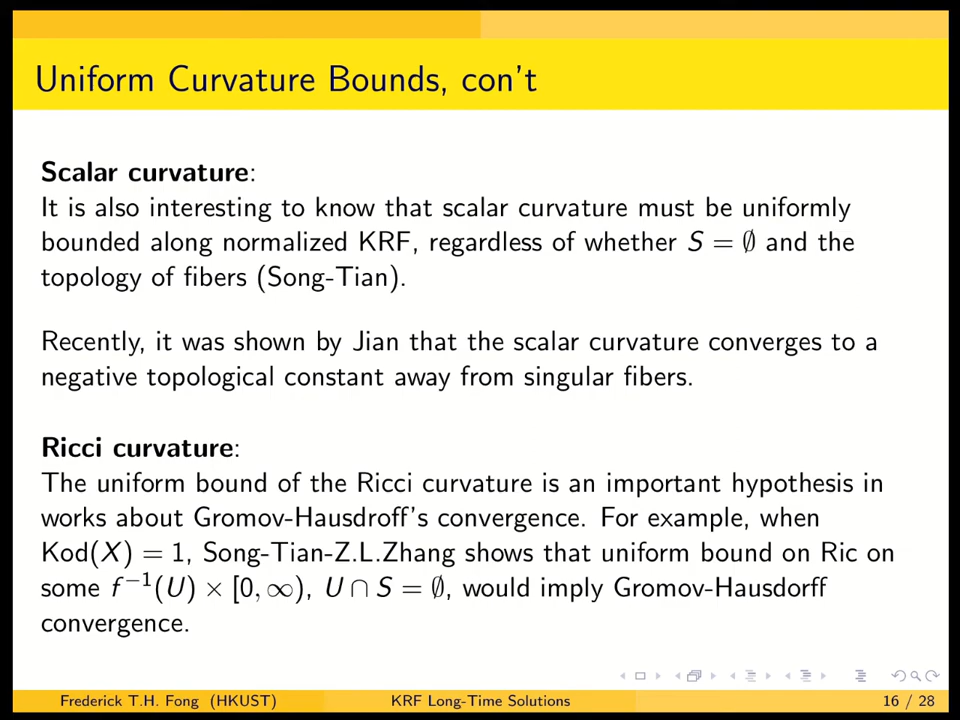 Uniform Curvature Bounds, con't
Scalar curvature:
It is also interesting to know that scalar curvature must be uniformly
bounded along normalized KRF, regardless of whether S = ∅ and the
topology of fibers (Song-Tian).
Recently, it was shown by Jian that the scalar curvature converges to a
negative topological constant away from singular fibers.
Ricci curvature:
The uniform bound of the Ricci curvature is an important hypothesis in
works about Gromov-Hausdroff's convergence. For example, when
Kod(X) = 1, Song-Tian-Z.L.Zhang shows that uniform bound on Ric on
some f⁻¹(U) × [0, ∞), U ∩ S = ∅, would imply Gromov-Hausdorff
convergence.
Frederick T.H. Fong (HKUST) KRF Long-Time Solutions 16 / 28